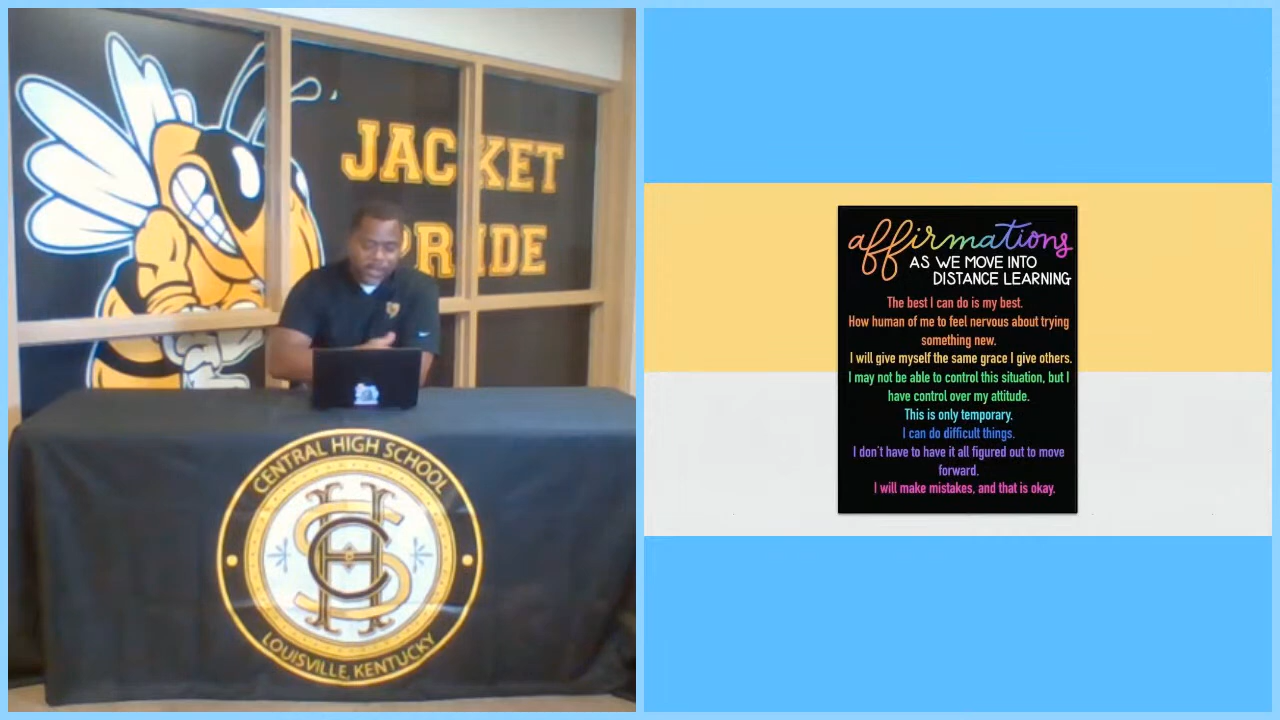 JACKET
PRIDE
CENTRAL HIGH SCHOOL
CHS
LOUISVILLE, KENTUCKY
affirmations
AS WE MOVE INTO
DISTANCE LEARNING
The best I can do is my best.
How human of me to feel nervous about trying
something new.
I will give myself the same grace I give others.
I may not be able to control this situation, but I
have control over my attitude.
This is only temporary.
I can do difficult things.
I don't have to have it all figured out to move
forward.
I will make mistakes, and that is okay.